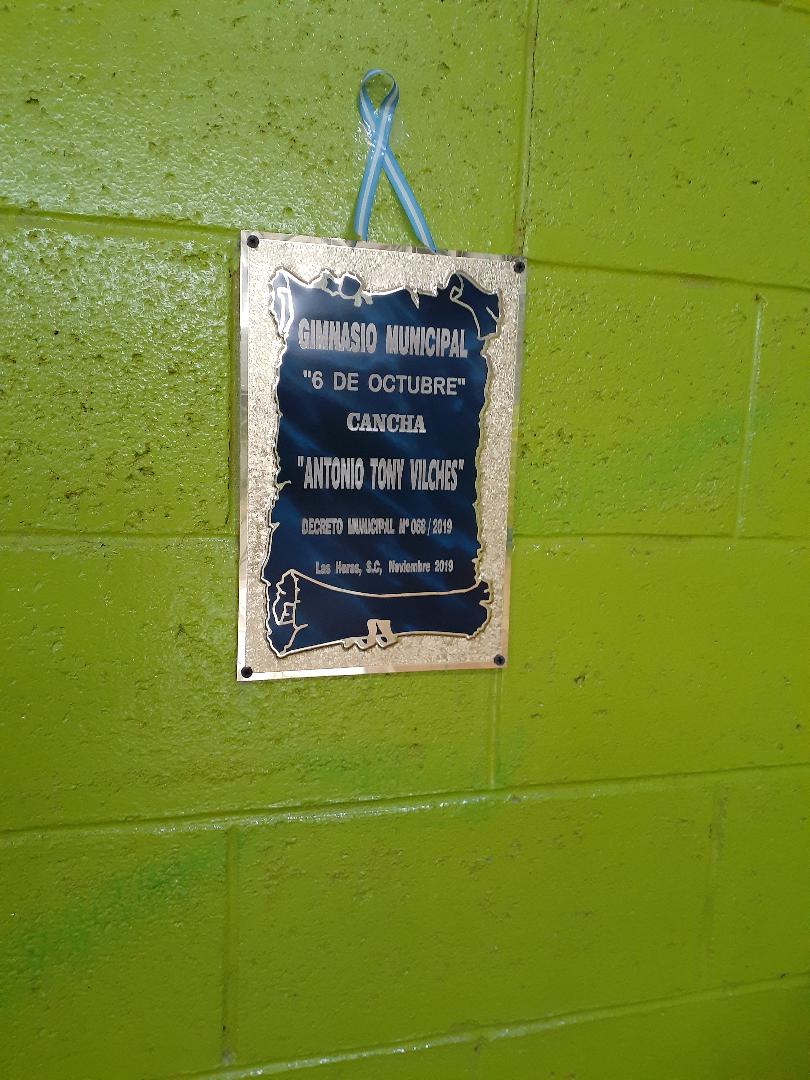 GIMNASIO MUNICIPAL
"6 DE OCTUBRE"
CANCHA
"ANTONIO TONY VILCHES"
DECRETO MUNICIPAL Nº 068 / 2019
Las Heras, S.C, Noviembre 2019